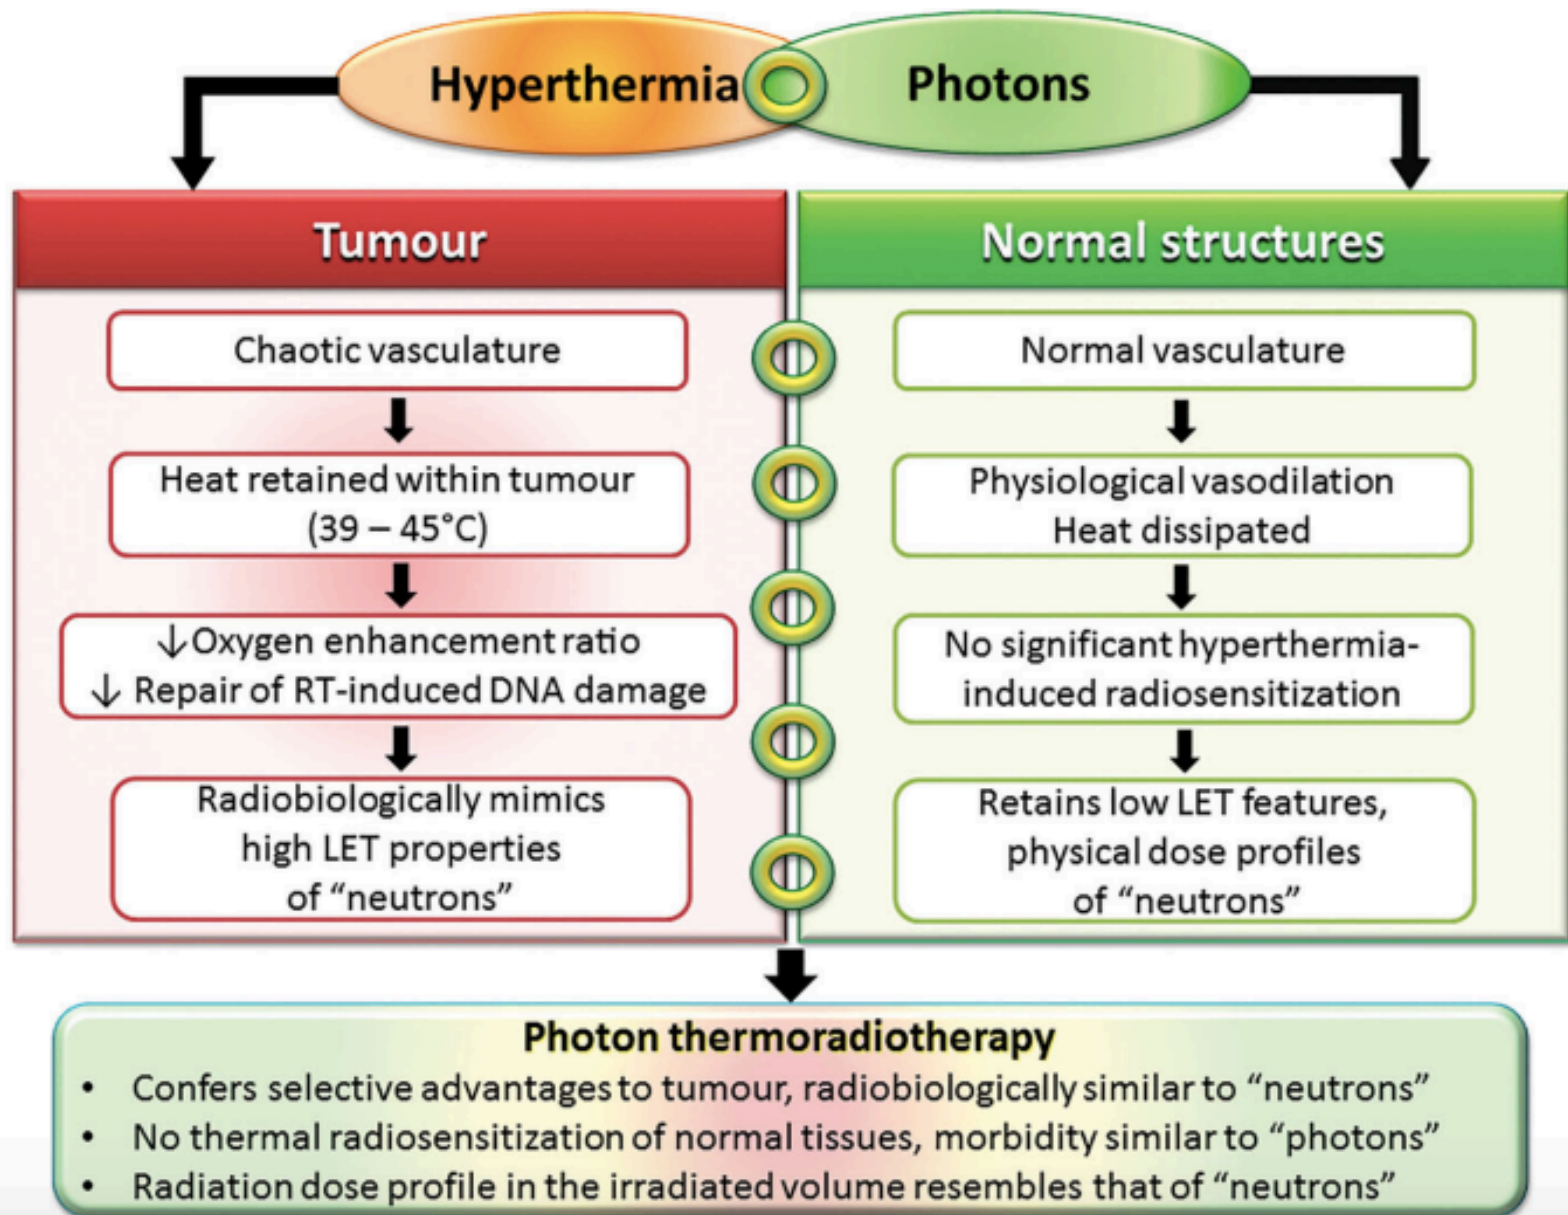 Hyperthermia
Photons
Tumour
Chaotic vasculature
Heat retained within tumour
(39 – 45°C)
↓Oxygen enhancement ratio
↓ Repair of RT-induced DNA damage
Radiobiologically mimics
high LET properties
of “neutrons”
Normal structures
Normal vasculature
Physiological vasodilation
Heat dissipated
No significant hyperthermia-
induced radiosensitization
Retains low LET features,
physical dose profiles
of “neutrons”
Photon thermoradiotherapy
• Confers selective advantages to tumour, radiobiologically similar to “neutrons”
• No thermal radiosensitization of normal tissues, morbidity similar to “photons”
• Radiation dose profile in the irradiated volume resembles that of “neutrons”